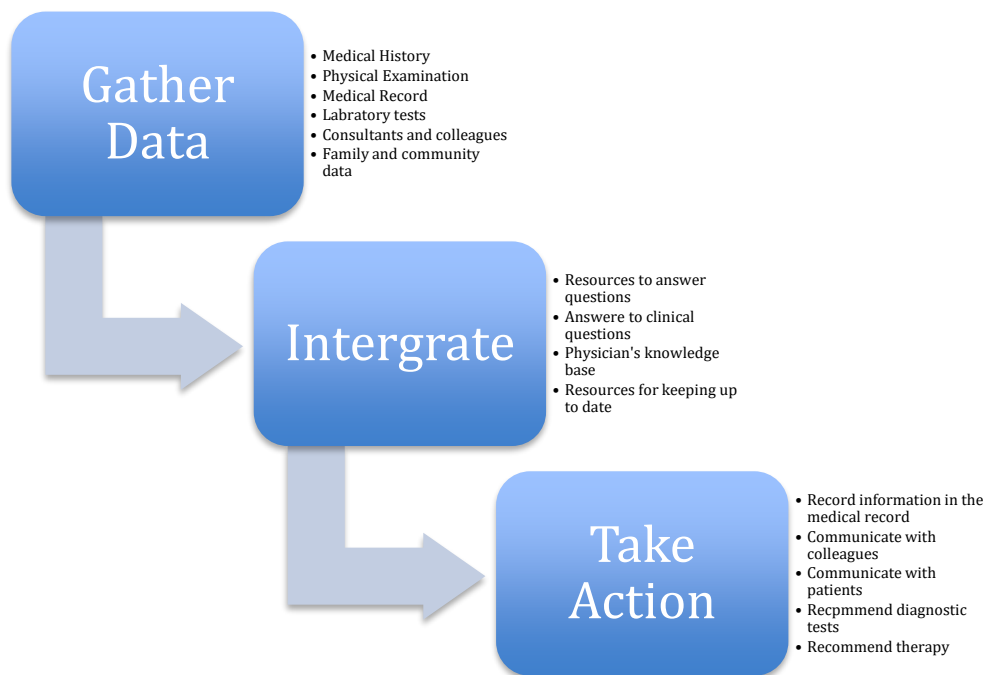 Gather
Data
• Medical History
• Physical Examination
• Medical Record
• Labratory tests
• Consultants and colleagues
• Family and community
data
Intergrate
• Resources to answer
questions
• Answere to clinical
questions
• Physician's knowledge
base
• Resources for keeping up
to date
Take
Action
• Record information in the
medical record
• Communicate with
colleagues
• Communicate with
patients
• Recpmmend diagnostic
tests
• Recommend therapy